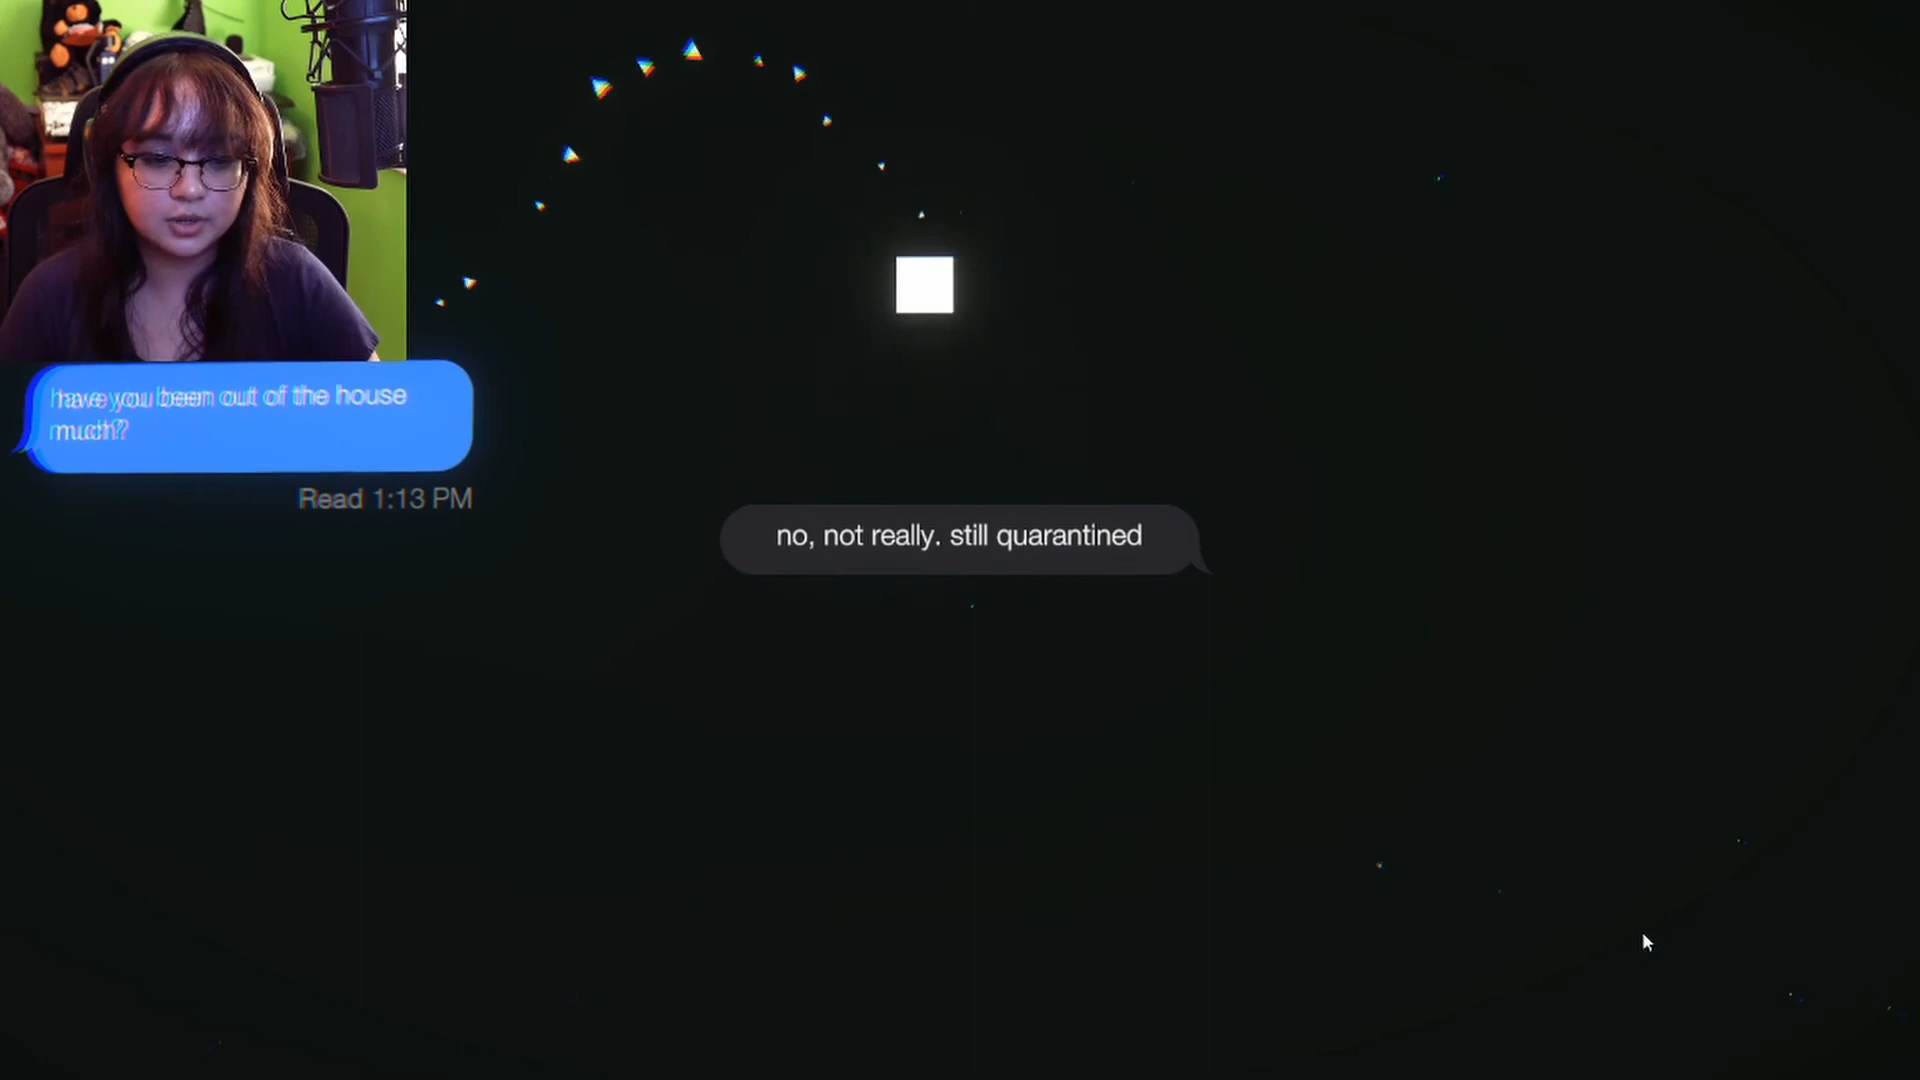 have you been out of the house
much?
Read 1:13 PM
no, not really. still quarantined